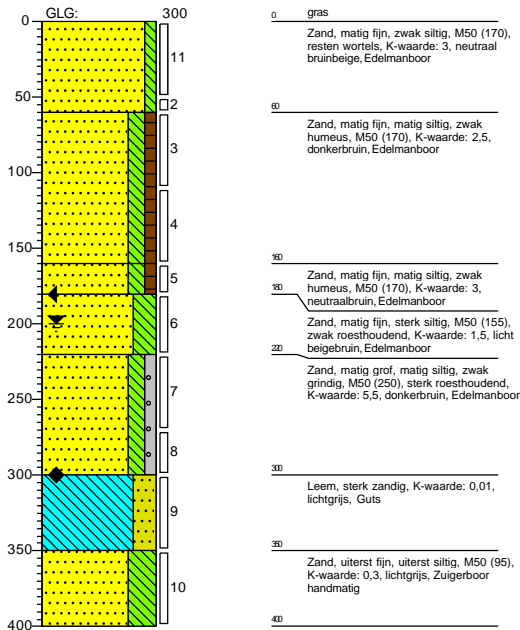 GLG: 300
0
50
100
150
200
250
300
350
400
11
2
3
4
5
6
7
8
9
10
0 gras
Zand, matig fijn, zwak siltig, M50 (170),
resten wortels, K-waarde: 3, neutraal
bruinbeige, Edelmanboor
60
Zand, matig fijn, matig siltig, zwak
humeus, M50 (170), K-waarde: 2,5,
donkerbruin, Edelmanboor
160
Zand, matig fijn, matig siltig, zwak
humeus, M50 (170), K-waarde: 3,
neutraalbruin, Edelmanboor
180
Zand, matig fijn, sterk siltig, M50 (155),
zwak roesthoudend, K-waarde: 1,5, licht
beigebruin, Edelmanboor
220
Zand, matig grof, matig siltig, zwak
grindig, M50 (250), sterk roesthoudend,
K-waarde: 5,5, donkerbruin, Edelmanboor
300
Leem, sterk zandig, K-waarde: 0,01,
lichtgrijs, Guts
350
Zand, uiterst fijn, uiterst siltig, M50 (95),
K-waarde: 0,3, lichtgrijs, Zuigerboor
handmatig
400